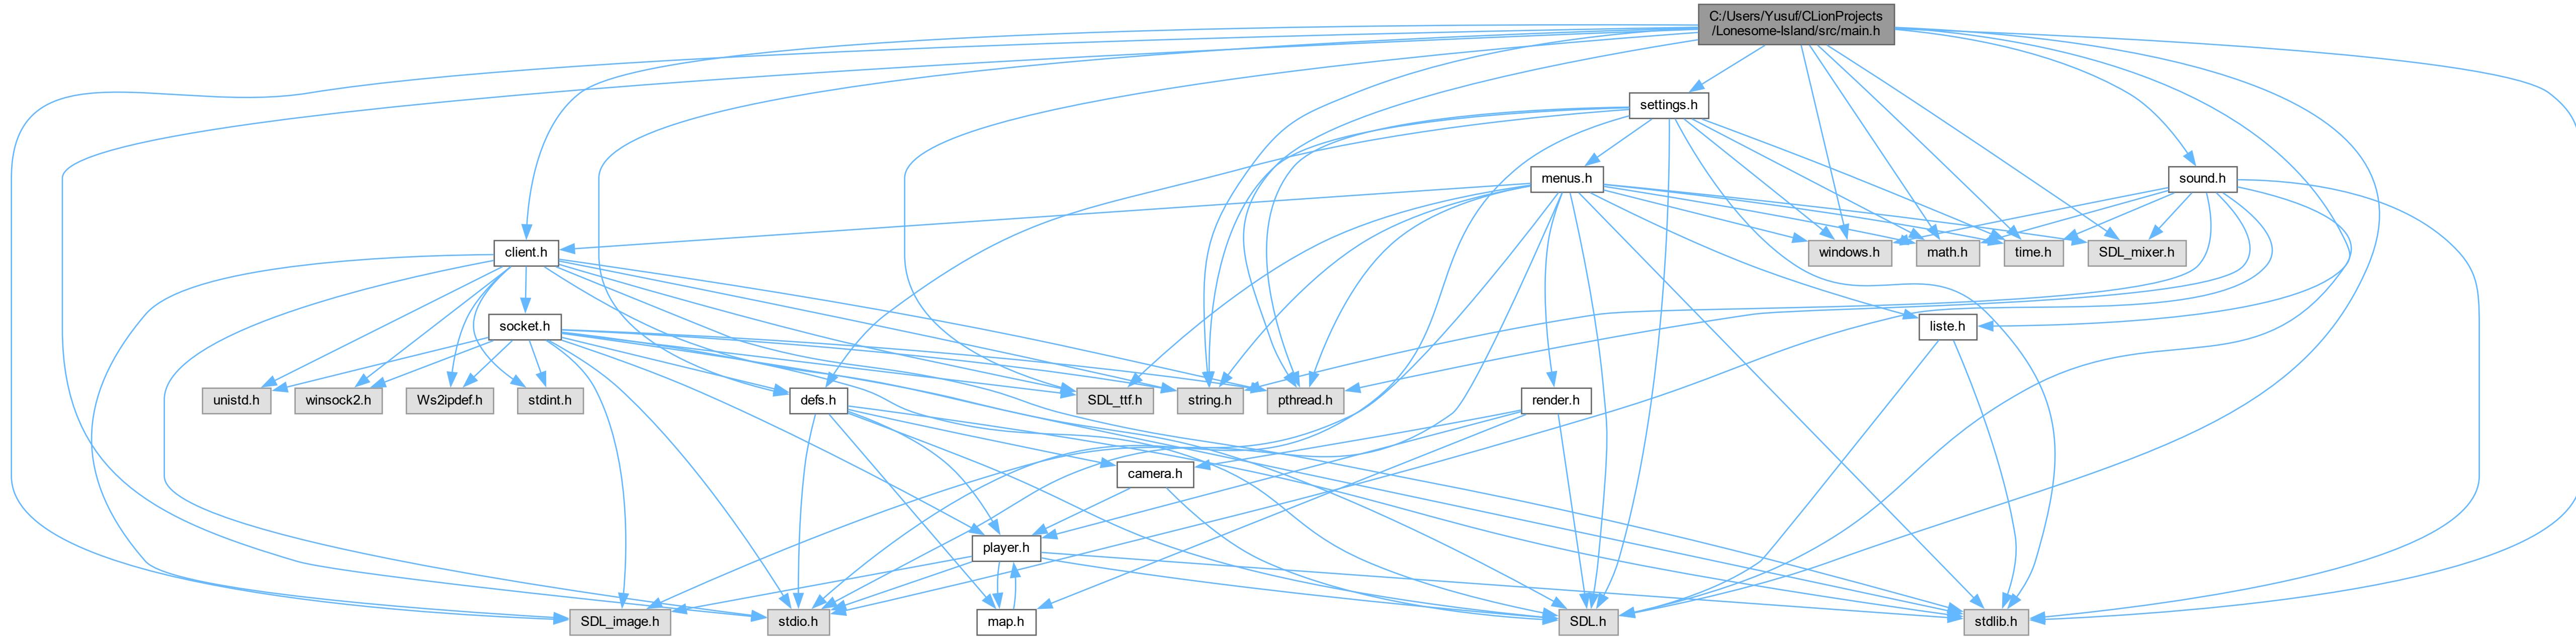 C:/Users/Yusuf/CLionProjects
/Lonesome-Island/src/main.h
settings.h
menus.h
sound.h
client.h
windows.h
math.h
time.h
SDL_mixer.h
socket.h
liste.h
unistd.h
winsock2.h
Ws2ipdef.h
stdint.h
defs.h
SDL_ttf.h
string.h
pthread.h
render.h
camera.h
player.h
SDL_image.h
stdio.h
map.h
SDL.h
stdlib.h